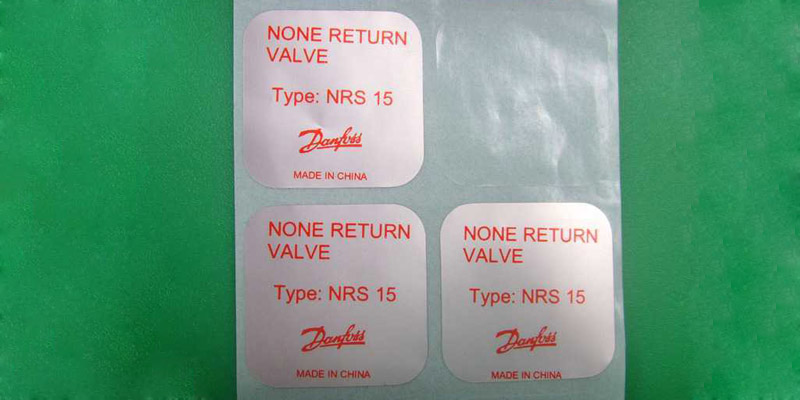 NONE RETURN
VALVE
Type: NRS 15
Danfoss
MADE IN CHINA
NONE RETURN
VALVE
Type: NRS 15
Danfoss
MADE IN CHINA
NONE RETURN
VALVE
Type: NRS 15
Danfoss
MADE IN CHINA